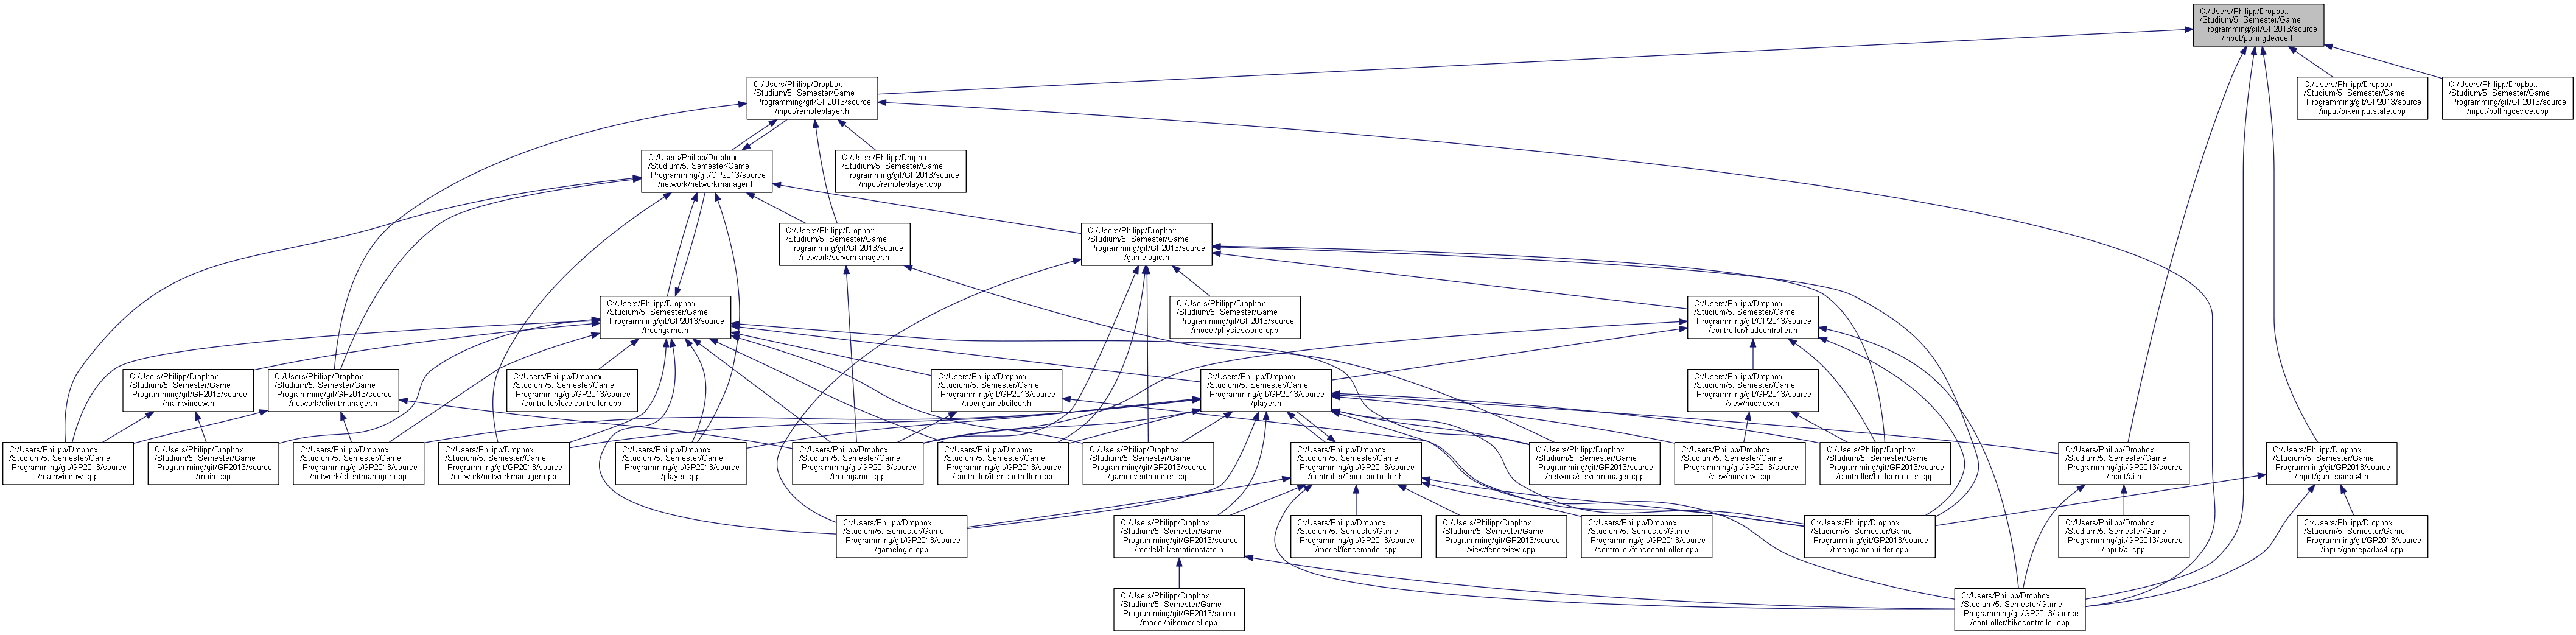 C:/Users/Philipp/Dropbox
/Studium/5. Semester/Game
Programming/git/GP2013/source
/input/pollingdevice.h
C:/Users/Philipp/Dropbox
/Studium/5. Semester/Game
Programming/git/GP2013/source
/input/remoteplayer.h
C:/Users/Philipp/Dropbox
/Studium/5. Semester/Game
Programming/git/GP2013/source
/input/bikeinputstate.cpp
C:/Users/Philipp/Dropbox
/Studium/5. Semester/Game
Programming/git/GP2013/source
/input/pollingdevice.cpp
C:/Users/Philipp/Dropbox
/Studium/5. Semester/Game
Programming/git/GP2013/source
/network/networkmanager.h
C:/Users/Philipp/Dropbox
/Studium/5. Semester/Game
Programming/git/GP2013/source
/input/remoteplayer.cpp
C:/Users/Philipp/Dropbox
/Studium/5. Semester/Game
Programming/git/GP2013/source
/network/servermanager.h
C:/Users/Philipp/Dropbox
/Studium/5. Semester/Game
Programming/git/GP2013/source
/gamelogic.h
C:/Users/Philipp/Dropbox
/Studium/5. Semester/Game
Programming/git/GP2013/source
/troengame.h
C:/Users/Philipp/Dropbox
/Studium/5. Semester/Game
Programming/git/GP2013/source
/model/physicsworld.cpp
C:/Users/Philipp/Dropbox
/Studium/5. Semester/Game
Programming/git/GP2013/source
/controller/hudcontroller.h
C:/Users/Philipp/Dropbox
/Studium/5. Semester/Game
Programming/git/GP2013/source
/mainwindow.h
C:/Users/Philipp/Dropbox
/Studium/5. Semester/Game
Programming/git/GP2013/source
/network/clientmanager.h
C:/Users/Philipp/Dropbox
/Studium/5. Semester/Game
Programming/git/GP2013/source
/controller/levelcontroller.cpp
C:/Users/Philipp/Dropbox
/Studium/5. Semester/Game
Programming/git/GP2013/source
/troengamebuilder.h
C:/Users/Philipp/Dropbox
/Studium/5. Semester/Game
Programming/git/GP2013/source
/player.h
C:/Users/Philipp/Dropbox
/Studium/5. Semester/Game
Programming/git/GP2013/source
/view/hudview.h
C:/Users/Philipp/Dropbox
/Studium/5. Semester/Game
Programming/git/GP2013/source
/mainwindow.cpp
C:/Users/Philipp/Dropbox
/Studium/5. Semester/Game
Programming/git/GP2013/source
/main.cpp
C:/Users/Philipp/Dropbox
/Studium/5. Semester/Game
Programming/git/GP2013/source
/network/clientmanager.cpp
C:/Users/Philipp/Dropbox
/Studium/5. Semester/Game
Programming/git/GP2013/source
/network/networkmanager.cpp
C:/Users/Philipp/Dropbox
/Studium/5. Semester/Game
Programming/git/GP2013/source
/player.cpp
C:/Users/Philipp/Dropbox
/Studium/5. Semester/Game
Programming/git/GP2013/source
/troengame.cpp
C:/Users/Philipp/Dropbox
/Studium/5. Semester/Game
Programming/git/GP2013/source
/controller/itemcontroller.cpp
C:/Users/Philipp/Dropbox
/Studium/5. Semester/Game
Programming/git/GP2013/source
/gameeventhandler.cpp
C:/Users/Philipp/Dropbox
/Studium/5. Semester/Game
Programming/git/GP2013/source
/controller/fencecontroller.h
C:/Users/Philipp/Dropbox
/Studium/5. Semester/Game
Programming/git/GP2013/source
/network/servermanager.cpp
C:/Users/Philipp/Dropbox
/Studium/5. Semester/Game
Programming/git/GP2013/source
/view/hudview.cpp
C:/Users/Philipp/Dropbox
/Studium/5. Semester/Game
Programming/git/GP2013/source
/controller/hudcontroller.cpp
C:/Users/Philipp/Dropbox
/Studium/5. Semester/Game
Programming/git/GP2013/source
/input/ai.h
C:/Users/Philipp/Dropbox
/Studium/5. Semester/Game
Programming/git/GP2013/source
/input/gamepadps4.h
C:/Users/Philipp/Dropbox
/Studium/5. Semester/Game
Programming/git/GP2013/source
/gamelogic.cpp
C:/Users/Philipp/Dropbox
/Studium/5. Semester/Game
Programming/git/GP2013/source
/model/bikemotionstate.h
C:/Users/Philipp/Dropbox
/Studium/5. Semester/Game
Programming/git/GP2013/source
/model/fencemodel.cpp
C:/Users/Philipp/Dropbox
/Studium/5. Semester/Game
Programming/git/GP2013/source
/view/fenceview.cpp
C:/Users/Philipp/Dropbox
/Studium/5. Semester/Game
Programming/git/GP2013/source
/controller/fencecontroller.cpp
C:/Users/Philipp/Dropbox
/Studium/5. Semester/Game
Programming/git/GP2013/source
/troengamebuilder.cpp
C:/Users/Philipp/Dropbox
/Studium/5. Semester/Game
Programming/git/GP2013/source
/input/ai.cpp
C:/Users/Philipp/Dropbox
/Studium/5. Semester/Game
Programming/git/GP2013/source
/input/gamepadps4.cpp
C:/Users/Philipp/Dropbox
/Studium/5. Semester/Game
Programming/git/GP2013/source
/model/bikemodel.cpp
C:/Users/Philipp/Dropbox
/Studium/5. Semester/Game
Programming/git/GP2013/source
/controller/bikecontroller.cpp